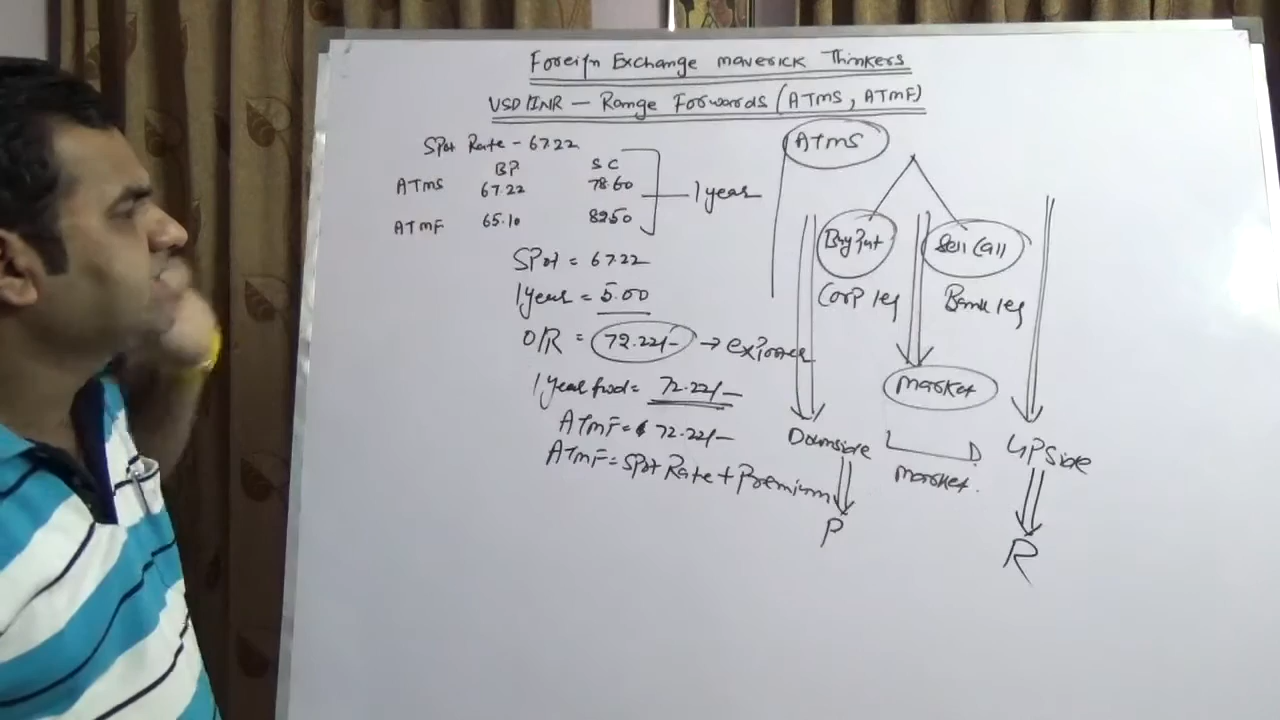 Foreign Exchange maverick Thinkers
USD/INR - Range Forwards (ATMS, ATMF)
Spot Rate - 67.22
BP SC
ATMS 67.22 78.60
ATMF 65.10 82.50
1 year
Spot = 67.22
1 year = 5.00
O/R = 72.22/- →
1 year fwd = 72.22/-
ATMF = 72.22/-
ATMF = Spot Rate + Premium
ATMS
Buy Put Sell Call
Corp leg Bank leg
market
Downside UPSide
market.
P
R